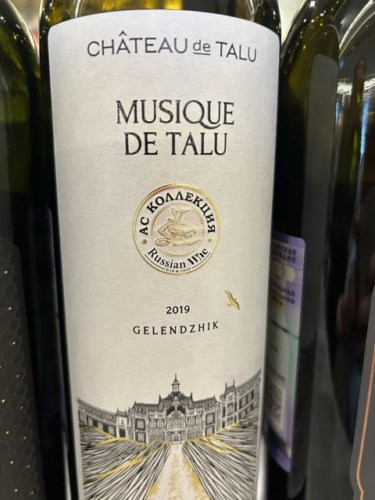 CHÂTEAU de TALU
MUSIQUE
DE TALU
АС КОЛЛЕКЦИЯ
Russian Wine
2019
GELENDZHIK